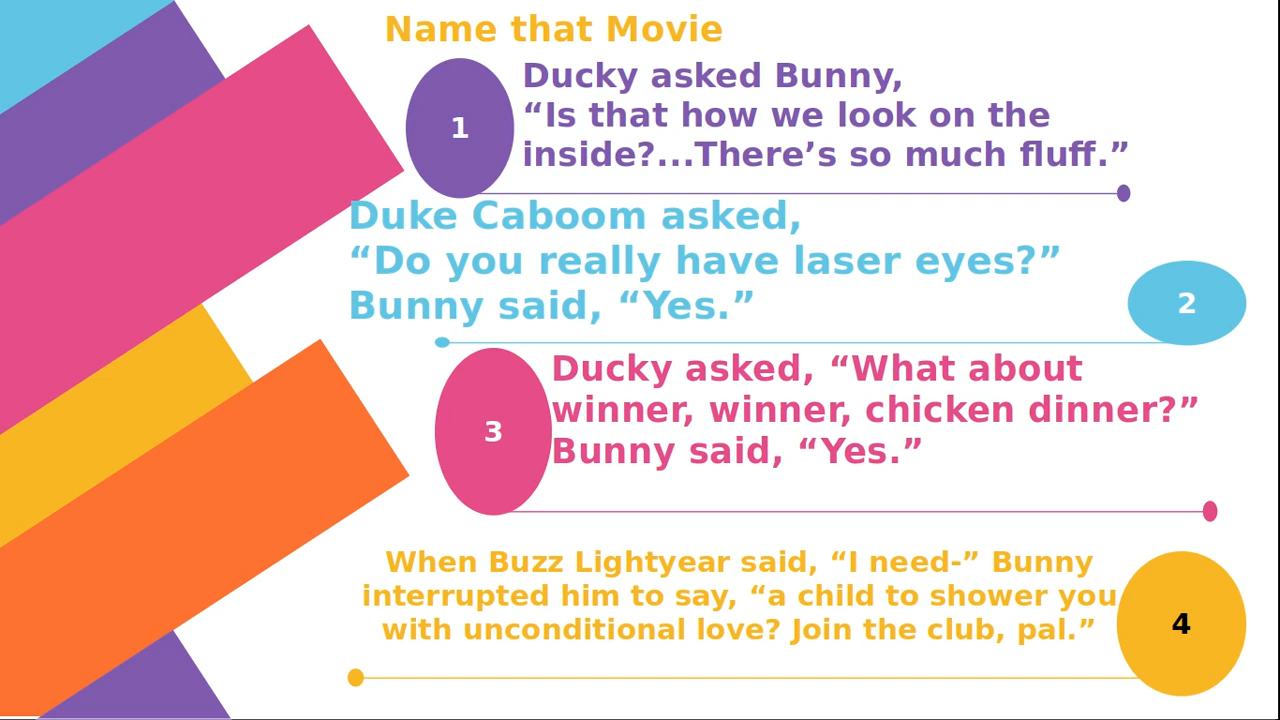 Name that Movie
1
Ducky asked Bunny,
“Is that how we look on the
inside?...There’s so much fluff.”
Duke Caboom asked,
“Do you really have laser eyes?”
Bunny said, “Yes.”
2
3
Ducky asked, “What about
winner, winner, chicken dinner?”
Bunny said, “Yes.”
When Buzz Lightyear said, “I need-” Bunny
interrupted him to say, “a child to shower you
with unconditional love? Join the club, pal.”
4